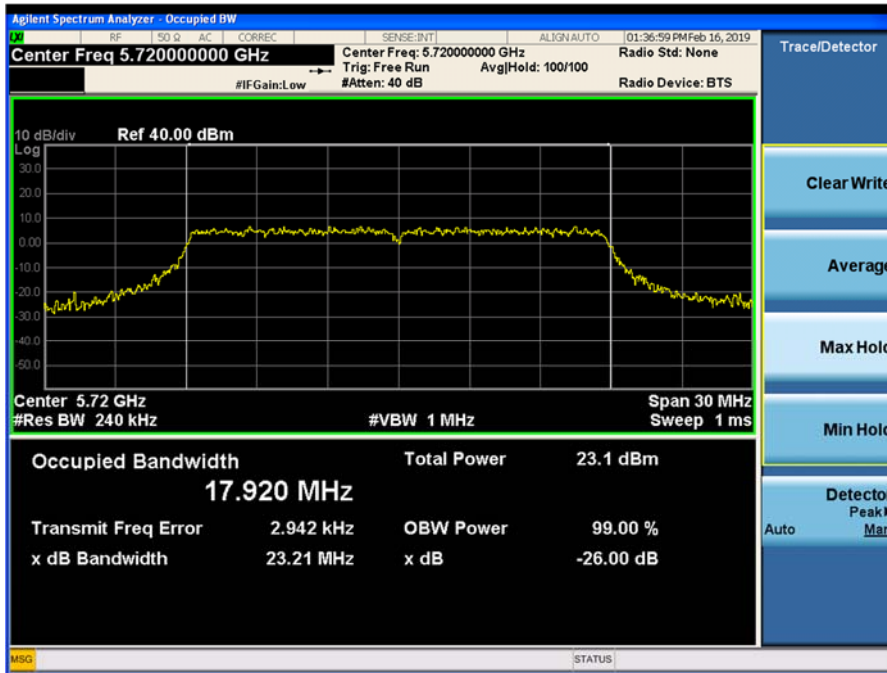 Agilent Spectrum Analyzer - Occupied BW
LXI RF 50 Ω AC CORREC SENSE:INT ALIGN AUTO 01:36:59 PM Feb 16, 2019
Center Freq 5.720000000 GHz
Center Freq: 5.720000000 GHz
Radio Std: None
Trig: Free Run Avg|Hold: 100/100
#IFGain:Low
#Atten: 40 dB
Radio Device: BTS
Trace/Detector
10 dB/div Ref 40.00 dBm
Log
30.0
20.0
10.0
0.00
-10.0
-20.0
-30.0
-40.0
-50.0
Center 5.72 GHz Span 30 MHz
#Res BW 240 kHz #VBW 1 MHz Sweep 1 ms
Occupied Bandwidth Total Power 23.1 dBm
17.920 MHz
Transmit Freq Error 2.942 kHz OBW Power 99.00 %
x dB Bandwidth 23.21 MHz x dB -26.00 dB
Clear Write
Average
Max Hold
Min Hold
Detector
Peak
Auto Man
MSG STATUS